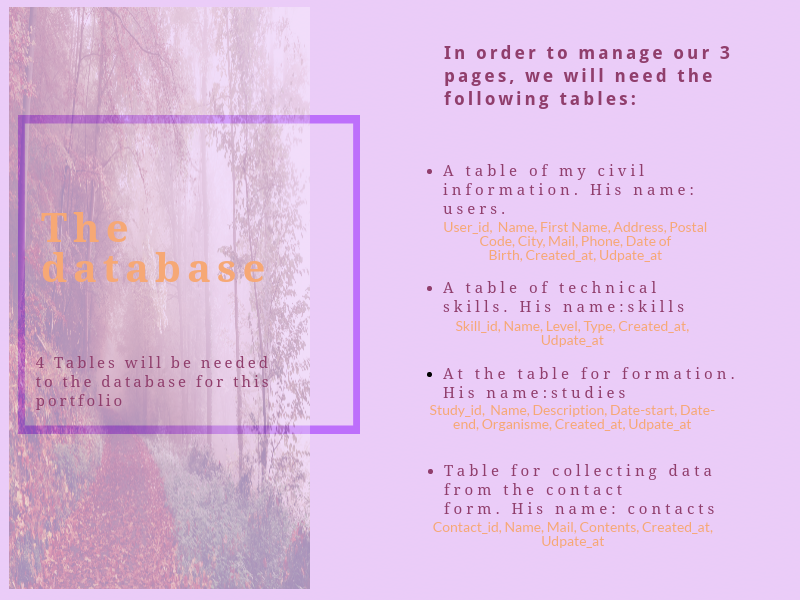 The
database
4 Tables will be needed
to the database for this
portfolio
In order to manage our 3
pages, we will need the
following tables:
A table of my civil
information. His name:
users.
User_id, Name, First Name, Address, Postal
Code, City, Mail, Phone, Date of
Birth, Created_at, Udpate_at
A table of technical
skills. His name:skills
Skill_id, Name, Level, Type, Created_at,
Udpate_at
At the table for formation.
His name:studies
Study_id, Name, Description, Date-start, Date-
end, Organisme, Created_at, Udpate_at
Table for collecting data
from the contact
form. His name: contacts
Contact_id, Name, Mail, Contents, Created_at,
Udpate_at